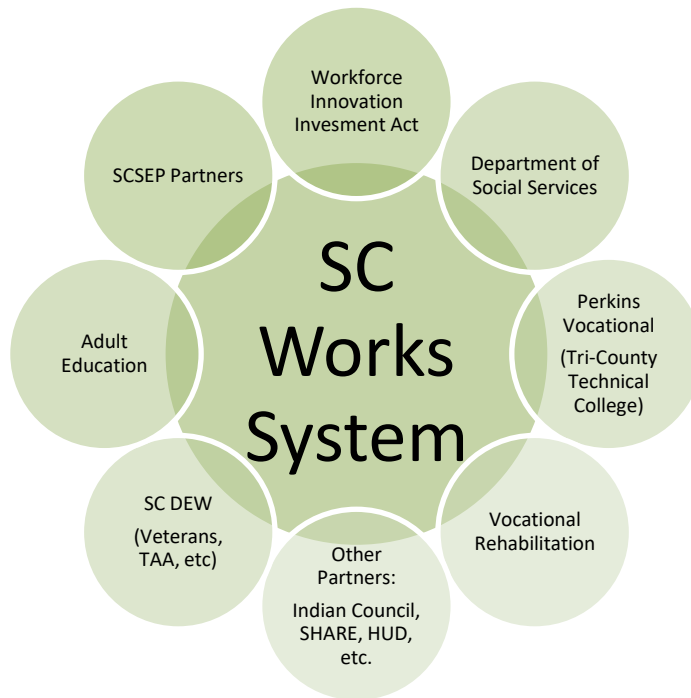 Workforce
Innovation
Invesment Act
Department of
Social Services
Perkins
Vocational
(Tri-County
Technical
College)
Vocational
Rehabilitation
Other
Partners:
Indian Council,
SHARE, HUD,
etc.
SC DEW
(Veterans,
TAA, etc)
Adult
Education
SCSEP Partners
SC
Works
System